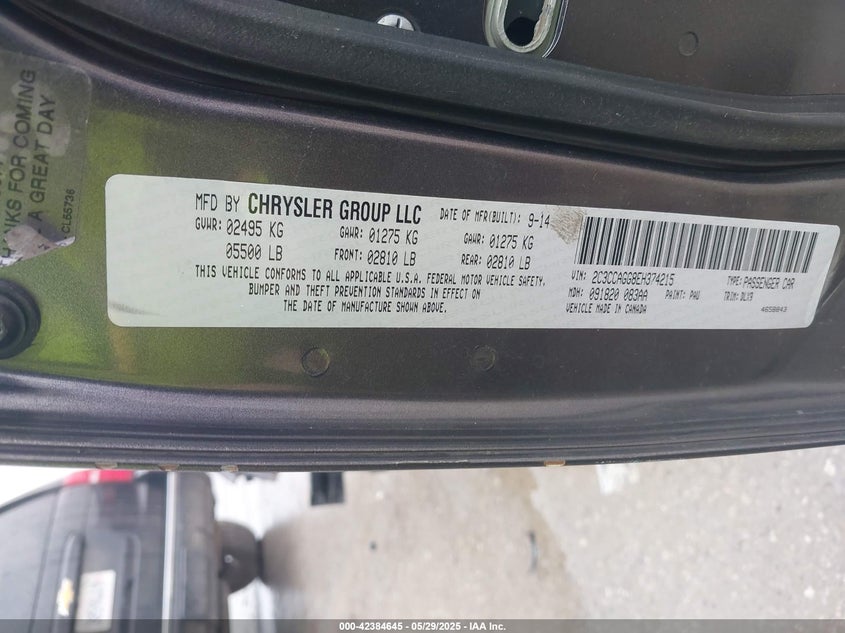 NKS FOR COMING
A GREAT DAY
CL65736
MFD BY CHRYSLER GROUP LLC
DATE OF MFR(BUILT): 9-14
GVWR: 02495 KG GAWR: 01275 KG GAWR: 01275 KG
05500 LB FRONT: 02810 LB REAR: 02810 LB
THIS VEHICLE CONFORMS TO ALL APPLICABLE U.S.A. FEDERAL MOTOR VEHICLE SAFETY,
BUMPER AND THEFT PREVENTION STANDARDS IN EFFECT ON
THE DATE OF MANUFACTURE SHOWN ABOVE.
VIN: 2C3CCAGG8EH374215 TYPE: PASSENGER CAR
MDH: 091820 083AA PAINT: PAU TRIM: DLX9
VEHICLE MADE IN CANADA 4658843
000-42384645 | 05/29/2025 | IAA Inc.